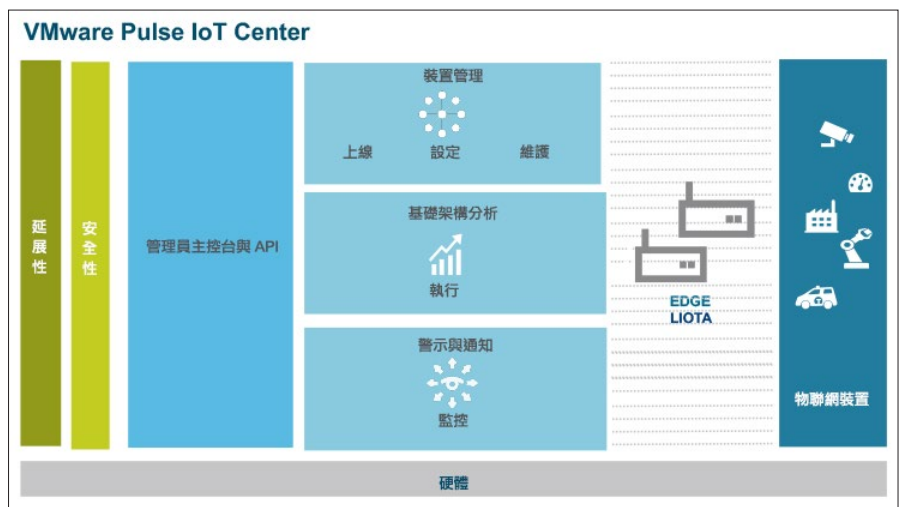 VMware Pulse IoT Center
延展性
安全性
管理員主控台與 API
裝置管理
上線 設定 維護
基礎架構分析
執行
警示與通知
監控
EDGE
LIOTA
物聯網裝置
硬體